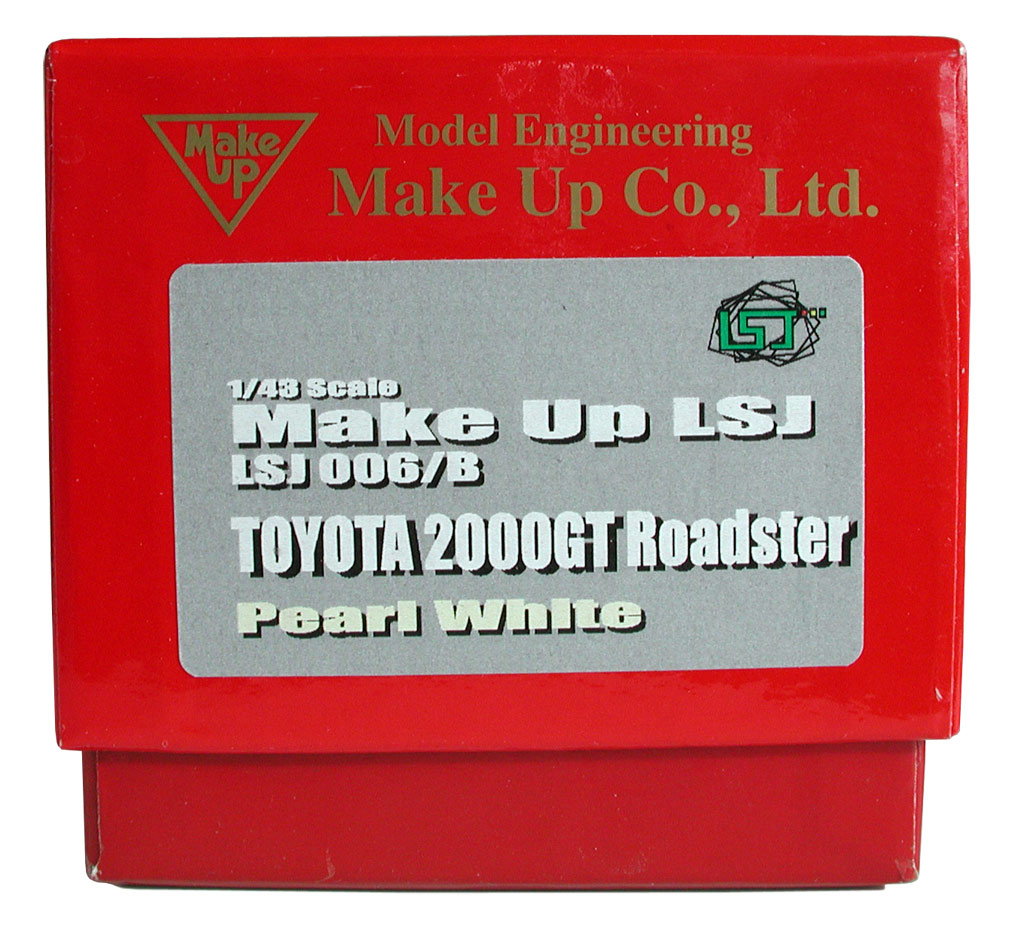 Make Up
Model Engineering
Make Up Co., Ltd.
LSJ
1/43 Scale
Make Up LSJ
LSJ 006/B
TOYOTA 2000GT Roadster
Pearl White